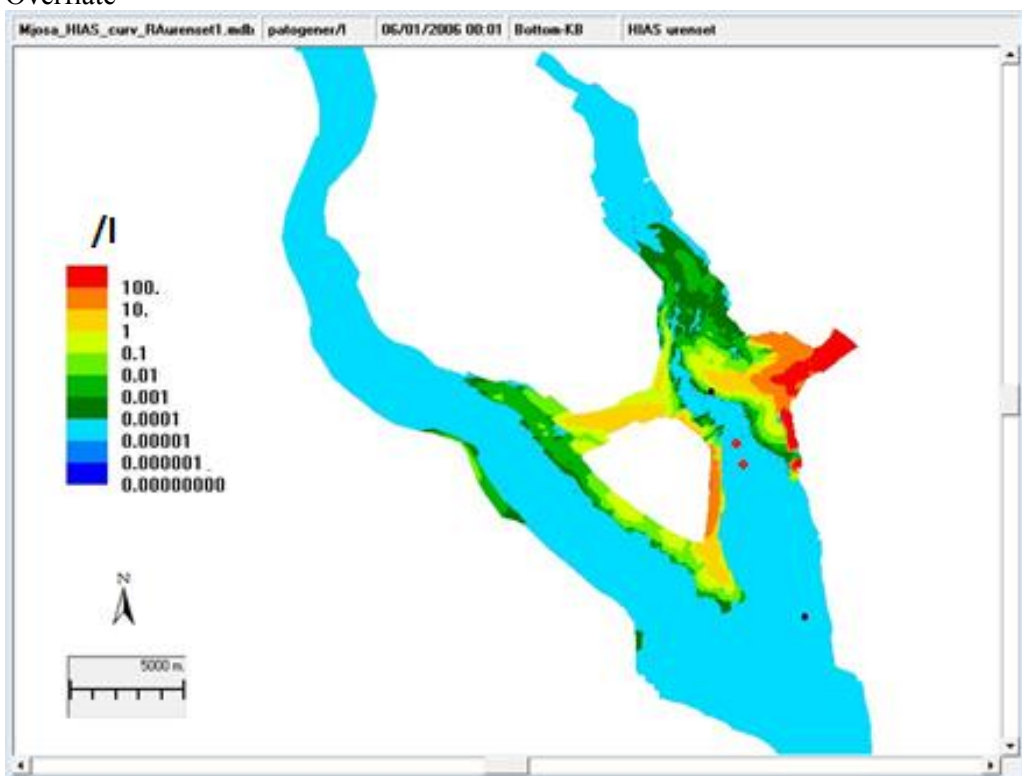 Overflate
Mjosa_HIAS_curv_RAurenset1.mdb patogener/l 06/01/2006 00:01 Bottom-KB HIAS urenset
/l
100.
10.
1
0.1
0.01
0.001
0.0001
0.00001
0.000001
0.00000000
N
5000 m.